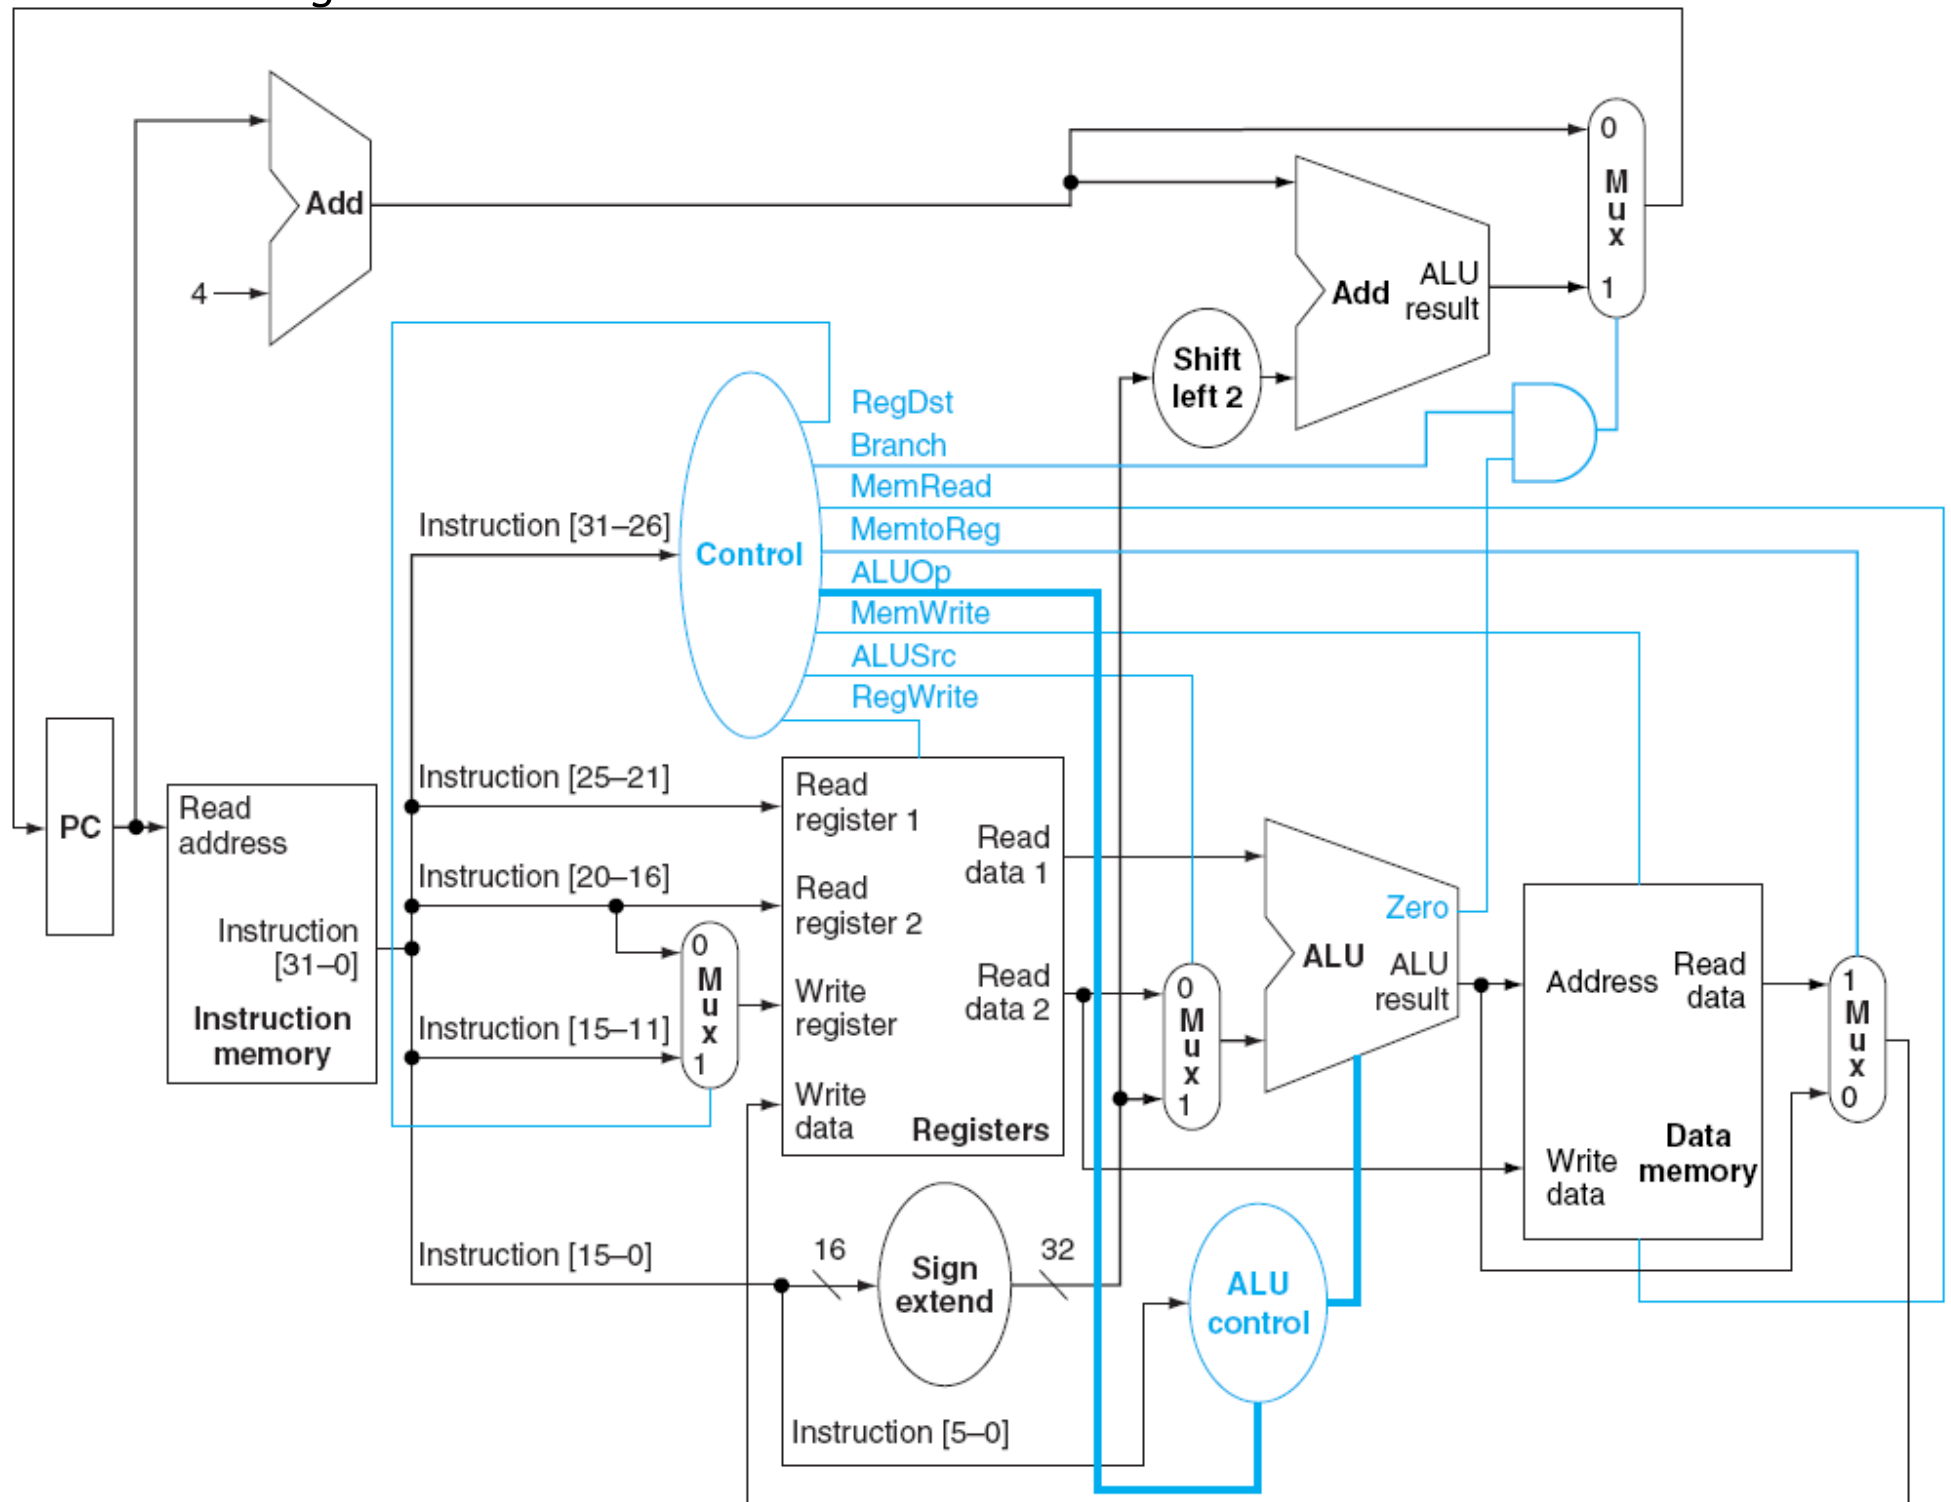 0
M
u
x
1
Add
4
Add
ALU
result
Shift
left 2
RegDst
Branch
MemRead
MemtoReg
ALUOp
MemWrite
ALUSrc
RegWrite
Control
Instruction [31–26]
PC
Read
address
Instruction
[31–0]
Instruction
memory
Instruction [25–21]
Instruction [20–16]
Instruction [15–11]
0
M
u
x
1
Read
register 1
Read
register 2
Write
register
Write
data
Read
data 1
Read
data 2
Registers
0
M
u
x
1
Zero
ALU
ALU
result
Address
Read
data
Write
data
Data
memory
1
M
u
x
0
Instruction [15–0]
16
Sign
extend
32
ALU
control
Instruction [5–0]